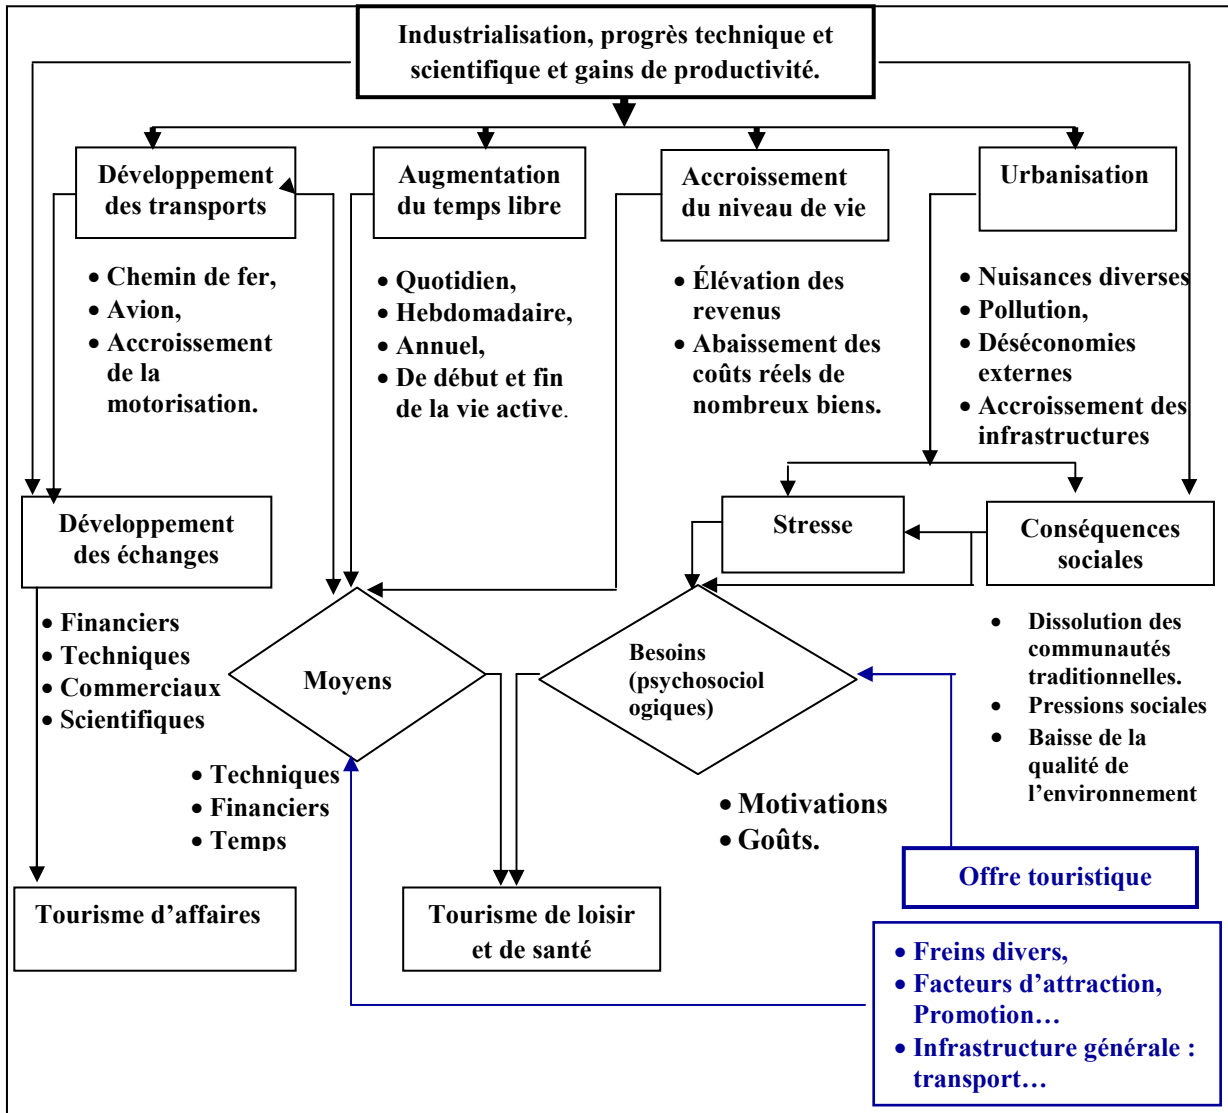 Industrialisation, progrès technique et
scientifique et gains de productivité.
Développement
des transports
Augmentation
du temps libre
Accroissement
du niveau de vie
Urbanisation
• Chemin de fer,
• Avion,
• Accroissement
de la
motorisation.
• Quotidien,
• Hebdomadaire,
• Annuel,
• De début et fin
de la vie active.
• Élévation des
revenus
• Abaissement des
coûts réels de
nombreux biens.
• Nuisances diverses
• Pollution,
• Déséconomies
externes
• Accroissement des
infrastructures
Développement
des échanges
Stresse
Conséquences
sociales
• Financiers
• Techniques
• Commerciaux
• Scientifiques
Moyens
Besoins
(psychosociol
ogiques)
• Dissolution des
communautés
traditionnelles.
• Pressions sociales
• Baisse de la
qualité de
l’environnement
• Techniques
• Financiers
• Temps
• Motivations
• Goûts.
Offre touristique
Tourisme d’affaires
Tourisme de loisir
et de santé
• Freins divers,
• Facteurs d’attraction,
Promotion…
• Infrastructure générale :
transport…